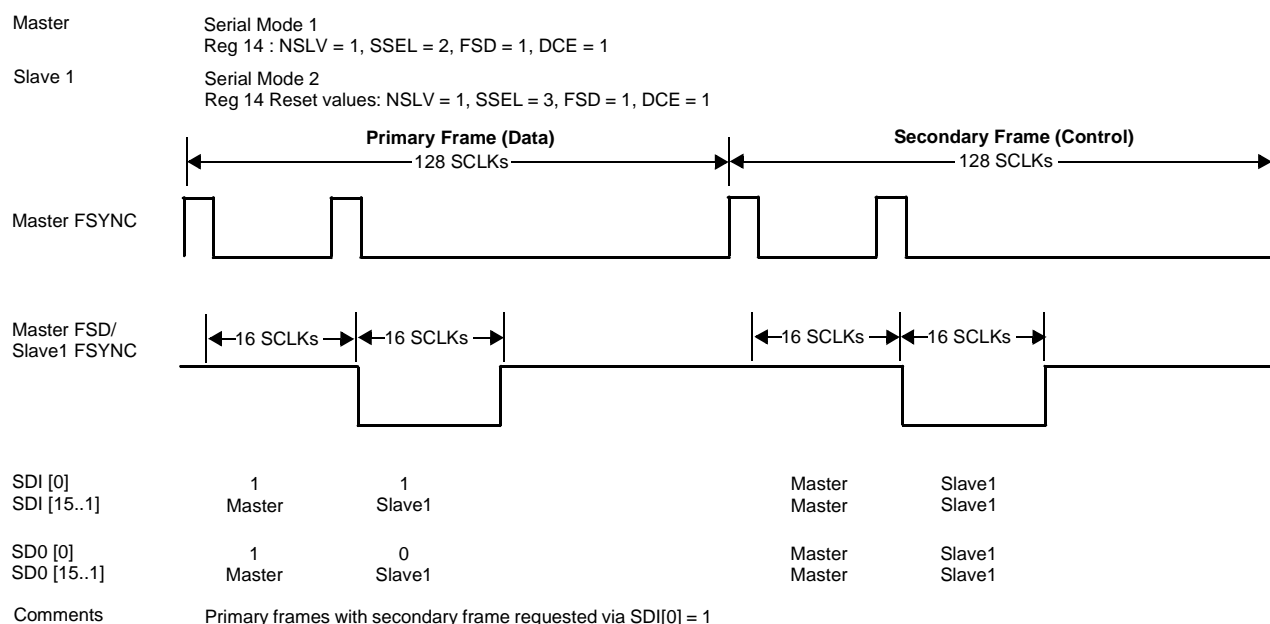 Master Serial Mode 1
Reg 14 : NSLV = 1, SSEL = 2, FSD = 1, DCE = 1
Slave 1 Serial Mode 2
Reg 14 Reset values: NSLV = 1, SSEL = 3, FSD = 1, DCE = 1
Primary Frame (Data) Secondary Frame (Control)
128 SCLKs 128 SCLKs
Master FSYNC
Master FSD/
Slave1 FSYNC
16 SCLKs 16 SCLKs 16 SCLKs 16 SCLKs
SDI [0] 1 1 Master Slave1
SDI [15..1] Master Slave1 Master Slave1
SD0 [0] 1 0 Master Slave1
SD0 [15..1] Master Slave1 Master Slave1
Comments Primary frames with secondary frame requested via SDI[0] = 1